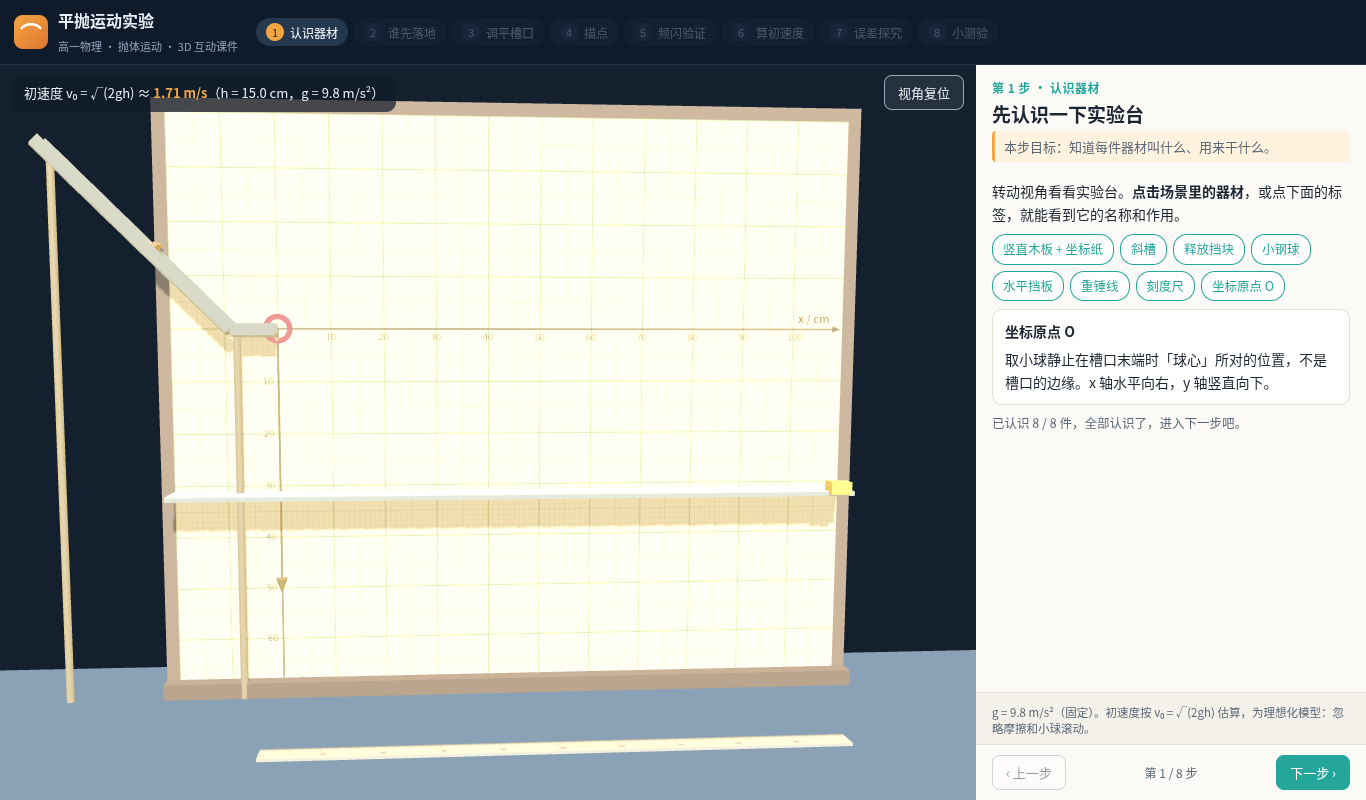 平抛运动实验
高一物理 · 抛体运动 · 3D 互动课件
1 认识器材
2 谁先落地
3 调平槽口
4 描点
5 频闪验证
6 算初速度
7 误差探究
8 小测验
初速度 v₀ = √(2gh) ≈ 1.71 m/s（h = 15.0 cm，g = 9.8 m/s²）
视角复位
x / cm
10 20 30 40 50 60 70 80 90 100
10
20
30
40
50
60
第 1 步 · 认识器材
先认识一下实验台
本步目标：知道每件器材叫什么、用来干什么。
转动视角看看实验台。点击场景里的器材，或点下面的标
签，就能看到它的名称和作用。
竖直木板 + 坐标纸 斜槽 释放挡块 小钢球
水平挡板 重锤线 刻度尺 坐标原点 O
坐标原点 O
取小球静止在槽口末端时「球心」所对的位置，不是
槽口的边缘。x 轴水平向右，y 轴竖直向下。
已认识 8 / 8 件，全部认识了，进入下一步吧。
g = 9.8 m/s²（固定）。初速度按 v₀ = √(2gh) 估算，为理想化模型：忽
略摩擦和小球滚动。
‹ 上一步
第 1 / 8 步
下一步 ›